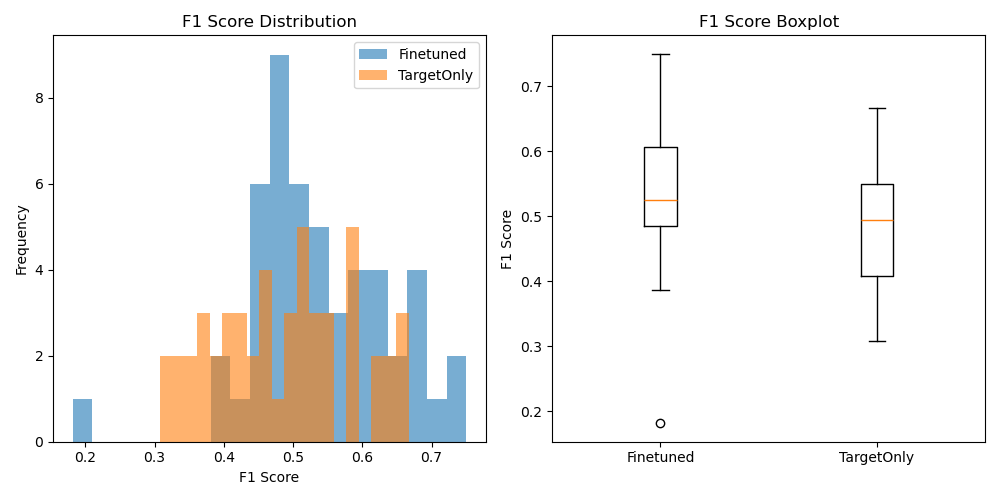 F1 Score Distribution
Finetuned
TargetOnly
Frequency
8
6
4
2
0
0.2 0.3 0.4 0.5 0.6 0.7
F1 Score
F1 Score Boxplot
F1 Score
0.7
0.6
0.5
0.4
0.3
0.2
Finetuned TargetOnly